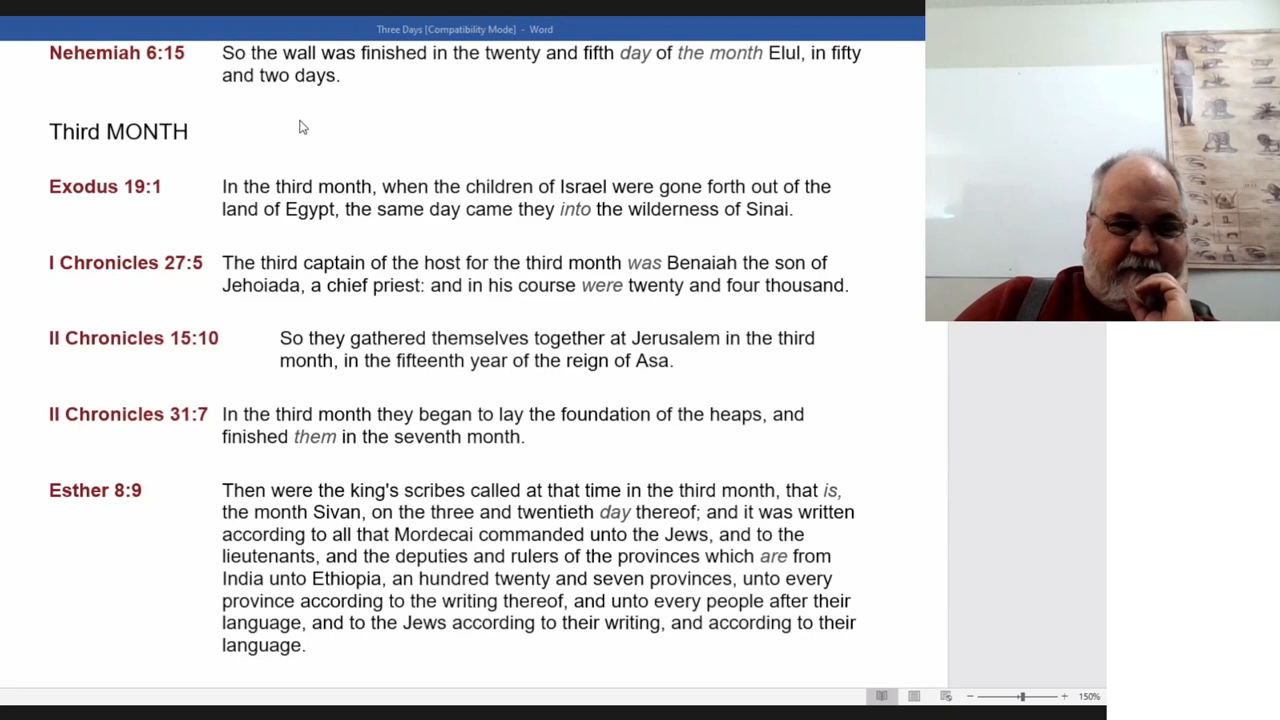 Three Days [Compatibility Mode] - Word
Nehemiah 6:15 So the wall was finished in the twenty and fifth day of the month Elul, in fifty
and two days.
Third MONTH
Exodus 19:1 In the third month, when the children of Israel were gone forth out of the
land of Egypt, the same day came they into the wilderness of Sinai.
I Chronicles 27:5 The third captain of the host for the third month was Benaiah the son of
Jehoiada, a chief priest: and in his course were twenty and four thousand.
II Chronicles 15:10 So they gathered themselves together at Jerusalem in the third
month, in the fifteenth year of the reign of Asa.
II Chronicles 31:7 In the third month they began to lay the foundation of the heaps, and
finished them in the seventh month.
Esther 8:9 Then were the king's scribes called at that time in the third month, that is,
the month Sivan, on the three and twentieth day thereof; and it was written
according to all that Mordecai commanded unto the Jews, and to the
lieutenants, and the deputies and rulers of the provinces which are from
India unto Ethiopia, an hundred twenty and seven provinces, unto every
province according to the writing thereof, and unto every people after their
language, and to the Jews according to their writing, and according to their
language.
150%